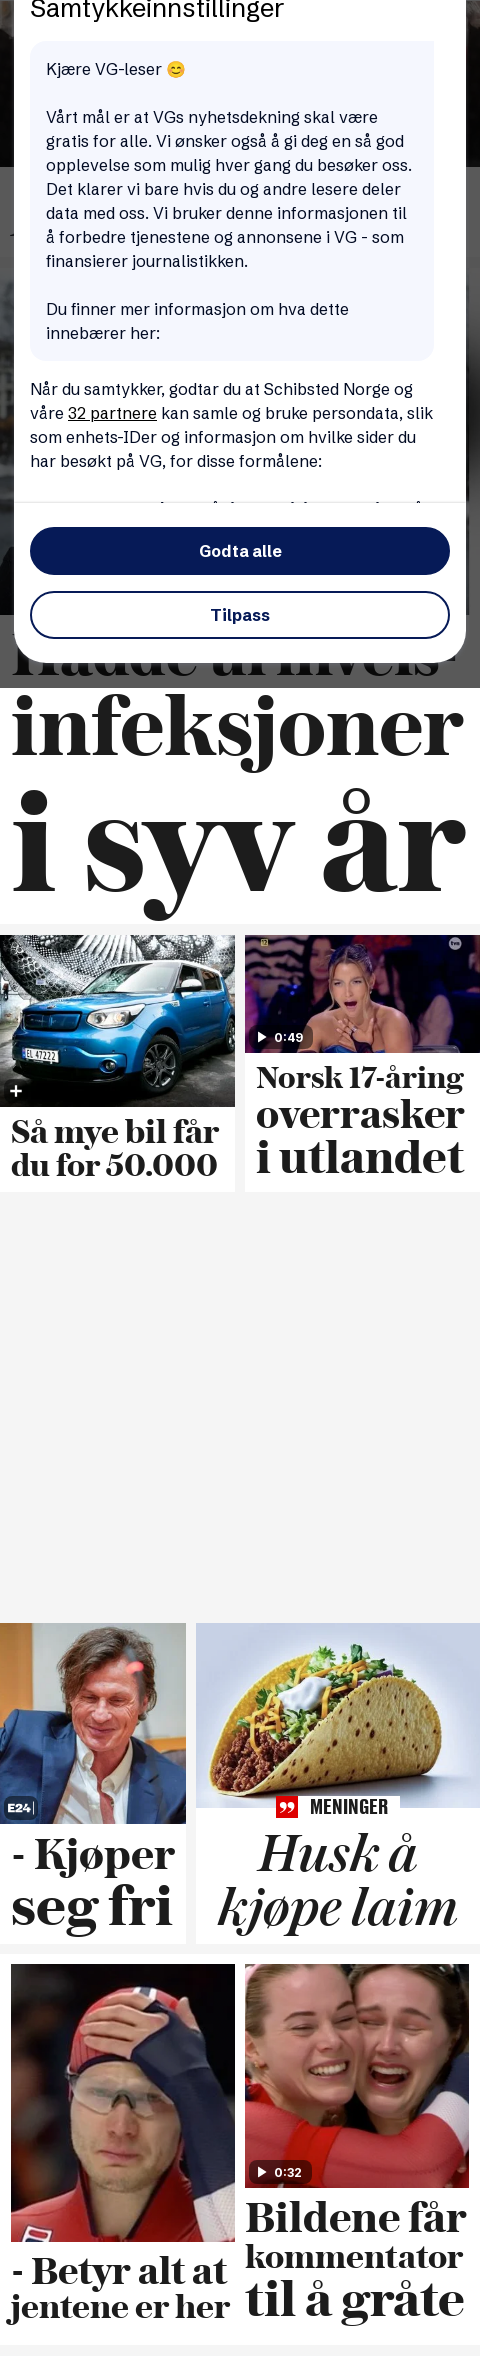 Samtykkeinnstillinger
Kjære VG-leser 😊
Vårt mål er at VGs nyhetsdekning skal være
gratis for alle. Vi ønsker også å gi deg en så god
opplevelse som mulig hver gang du besøker oss.
Det klarer vi bare hvis du og andre lesere deler
data med oss. Vi bruker denne informasjonen til
å forbedre tjenestene og annonsene i VG - som
finansierer journalistikken.
Du finner mer informasjon om hva dette
innebærer her:
Når du samtykker, godtar du at Schibsted Norge og
våre 32 partnere kan samle og bruke persondata, slik
som enhets-IDer og informasjon om hvilke sider du
har besøkt på VG, for disse formålene:
Godta alle
Tilpass
infeksjoner
i syv år
EL 47222
Så mye bil får
du for 50.000
0:49
Norsk 17-åring
overrasker
i utlandet
E24
- Kjøper
seg fri
MENINGER
Husk å
kjøpe laim
- Betyr alt at
jentene er her
0:32
Bildene får
kommentator
til å gråte